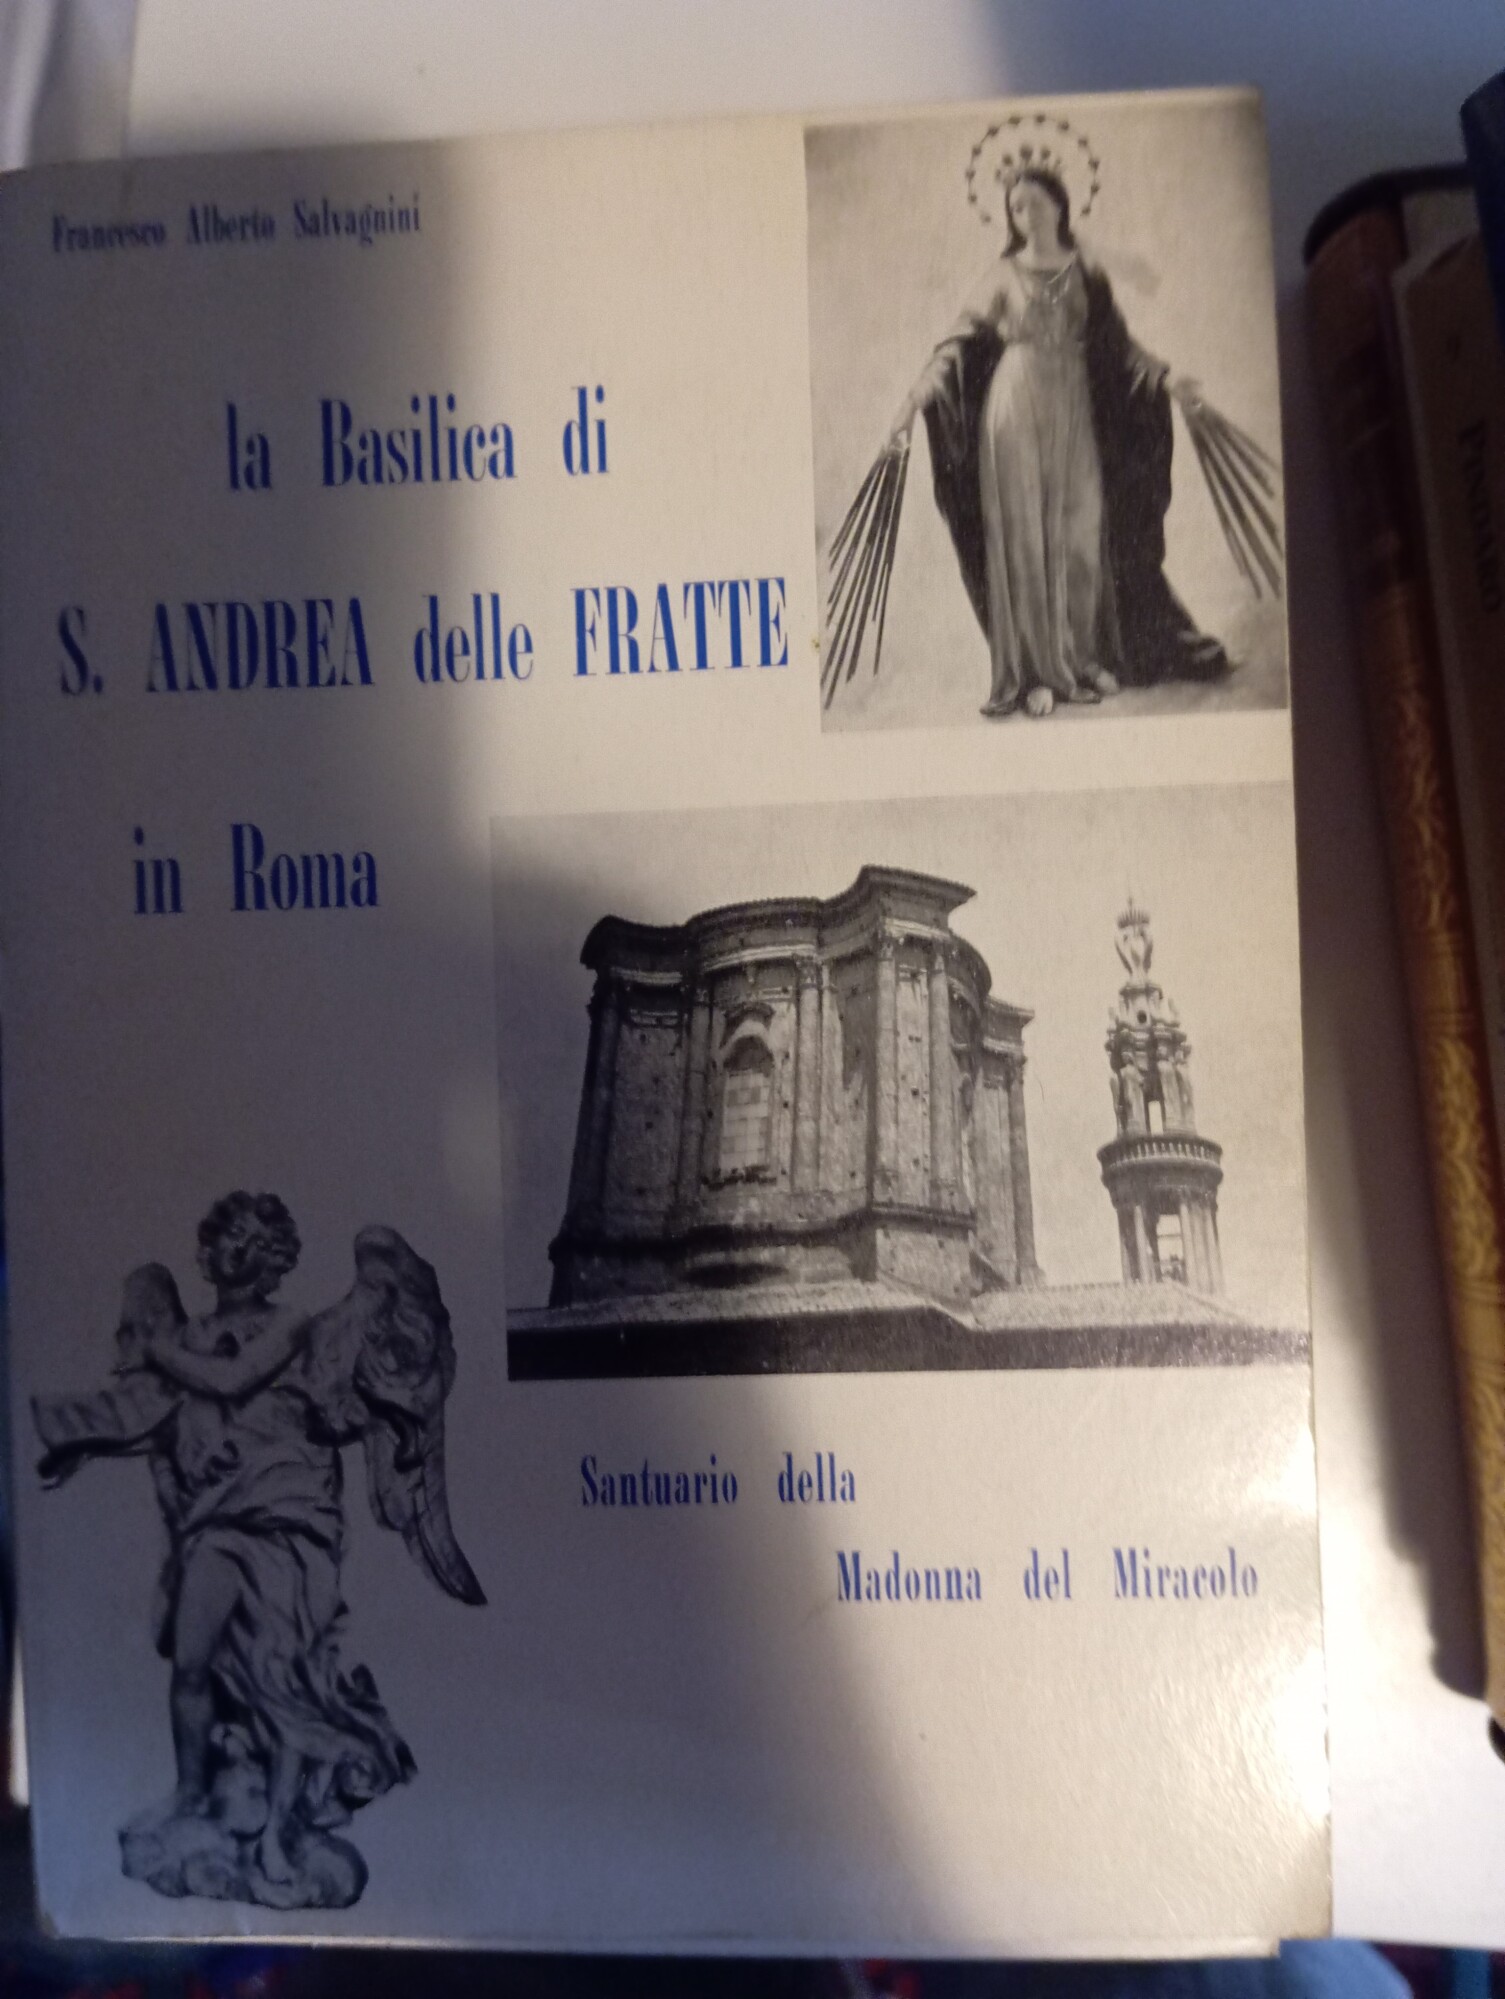 Francesco Alberto Salvagnini
la Basilica di
S. ANDREA delle FRATTE
in Roma
Santuario della
Madonna del Miracolo